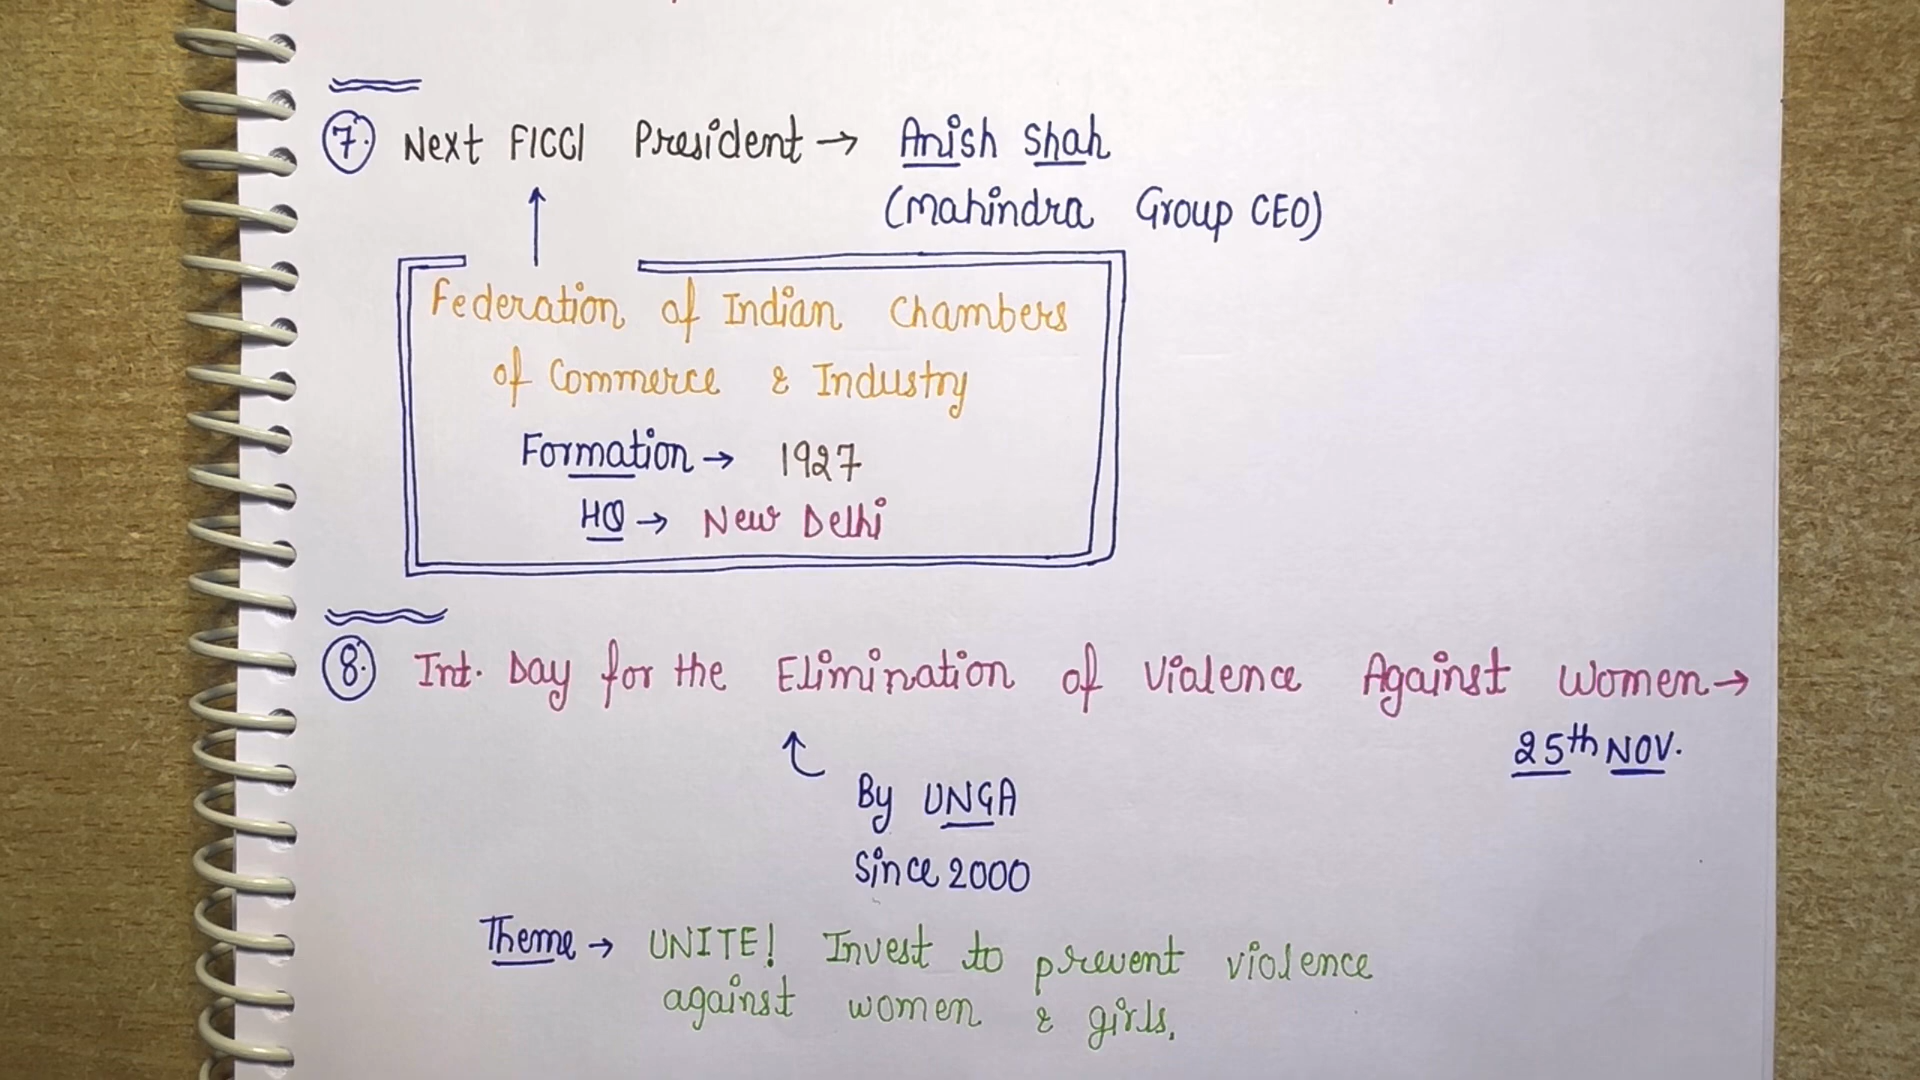 7. Next FICCI President → Anish Shah
(Mahindra Group CEO)
Federation of Indian Chambers
of Commerce & Industry
Formation → 1927
HQ → New Delhi
8. Int. Day for the Elimination of Violence Against Women →
25th NOV.
By UNGA
Since 2000
Theme → UNITE! Invest to prevent violence
against women & girls.